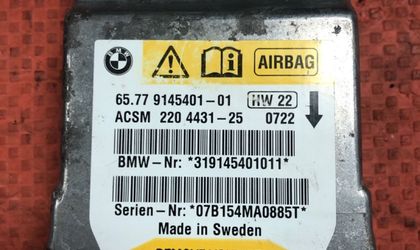 BMW
AIRBAG
65.77 9145401-01 HW 22
ACSM 220 4431-25 0722
BMW-Nr: *319145401011*
Serien-Nr: *07B154MA0885T*
Made in Sweden